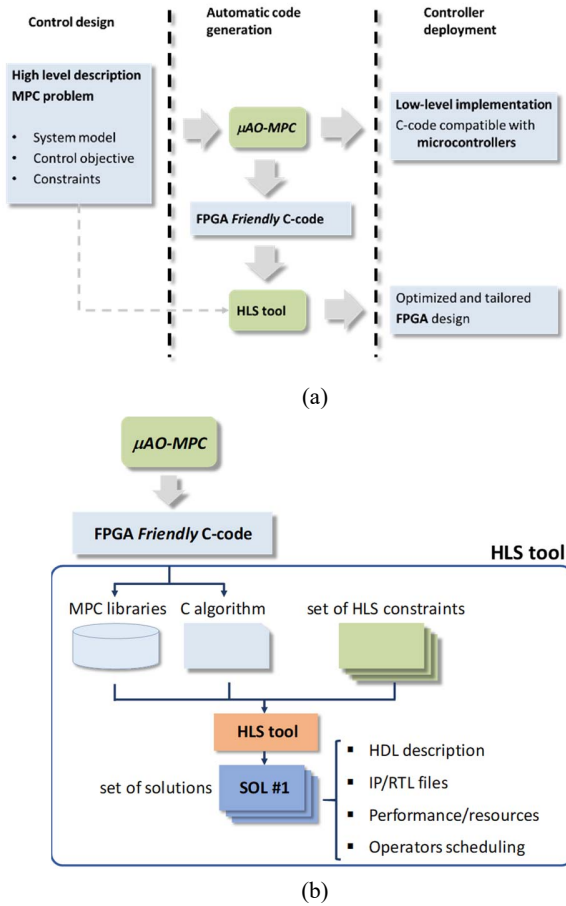 Control design
Automatic code
generation
Controller
deployment
High level description
MPC problem
• System model
• Control objective
• Constraints
µAO-MPC
Low-level implementation
C-code compatible with
microcontrollers
FPGA Friendly C-code
HLS tool
Optimized and tailored
FPGA design
(a)
µAO-MPC
FPGA Friendly C-code
HLS tool
MPC libraries
C algorithm
set of HLS constraints
HLS tool
set of solutions
SOL #1
▪ HDL description
▪ IP/RTL files
▪ Performance/resources
▪ Operators scheduling
(b)